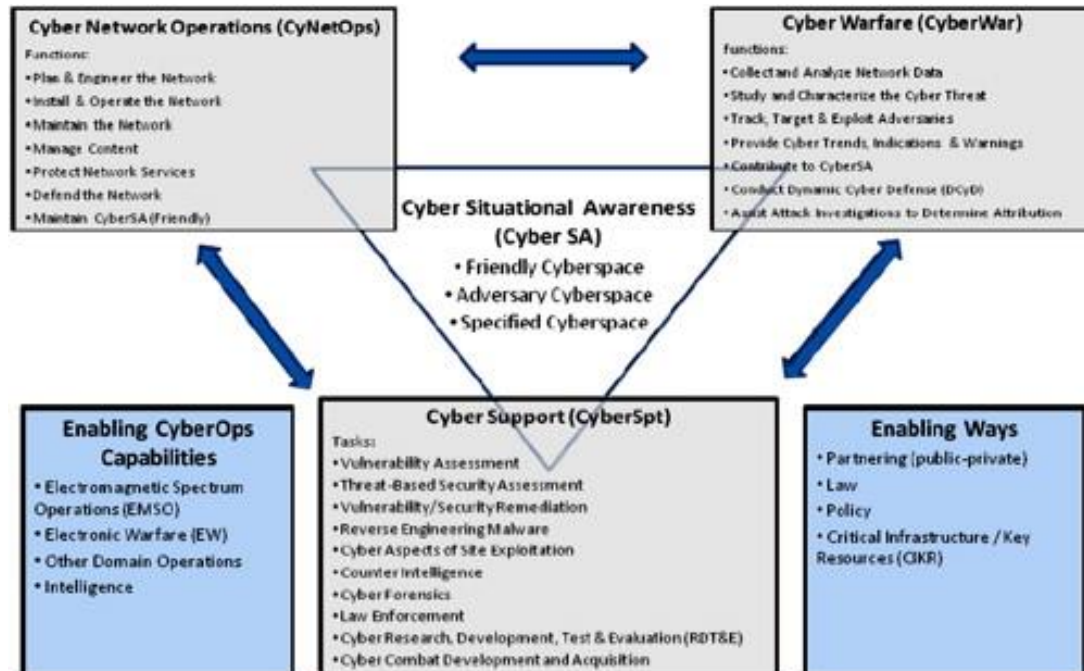 Cyber Network Operations (CyNetOps)
Functions:
•Plan & Engineer the Network
•Install & Operate the Network
•Maintain the Network
•Manage Content
•Protect Network Services
•Defend the Network
•Maintain CyberSA (Friendly)
Cyber Warfare (CyberWar)
Functions:
•Collect and Analyze Network Data
•Study and Characterize the Cyber Threat
•Track, Target & Exploit Adversaries
•Provide Cyber Trends, Indications & Warnings
•Contribute to CyberSA
•Conduct Dynamic Cyber Defense (DCyD)
•Assist Attack Investigations to Determine Attribution
Cyber Situational Awareness
(Cyber SA)
• Friendly Cyberspace
• Adversary Cyberspace
• Specified Cyberspace
Enabling CyberOps
Capabilities
• Electromagnetic Spectrum
Operations (EMSO)
• Electronic Warfare (EW)
• Other Domain Operations
• Intelligence
Cyber Support (CyberSpt)
Tasks:
•Vulnerability Assessment
•Threat-Based Security Assessment
•Vulnerability/Security Remediation
•Reverse Engineering Malware
•Cyber Aspects of Site Exploitation
•Counter Intelligence
•Cyber Forensics
•Law Enforcement
•Cyber Research, Development, Test & Evaluation (RDT&E)
•Cyber Combat Development and Acquisition
Enabling Ways
• Partnering (public-private)
• Law
• Policy
• Critical Infrastructure / Key
Resources (CIKR)